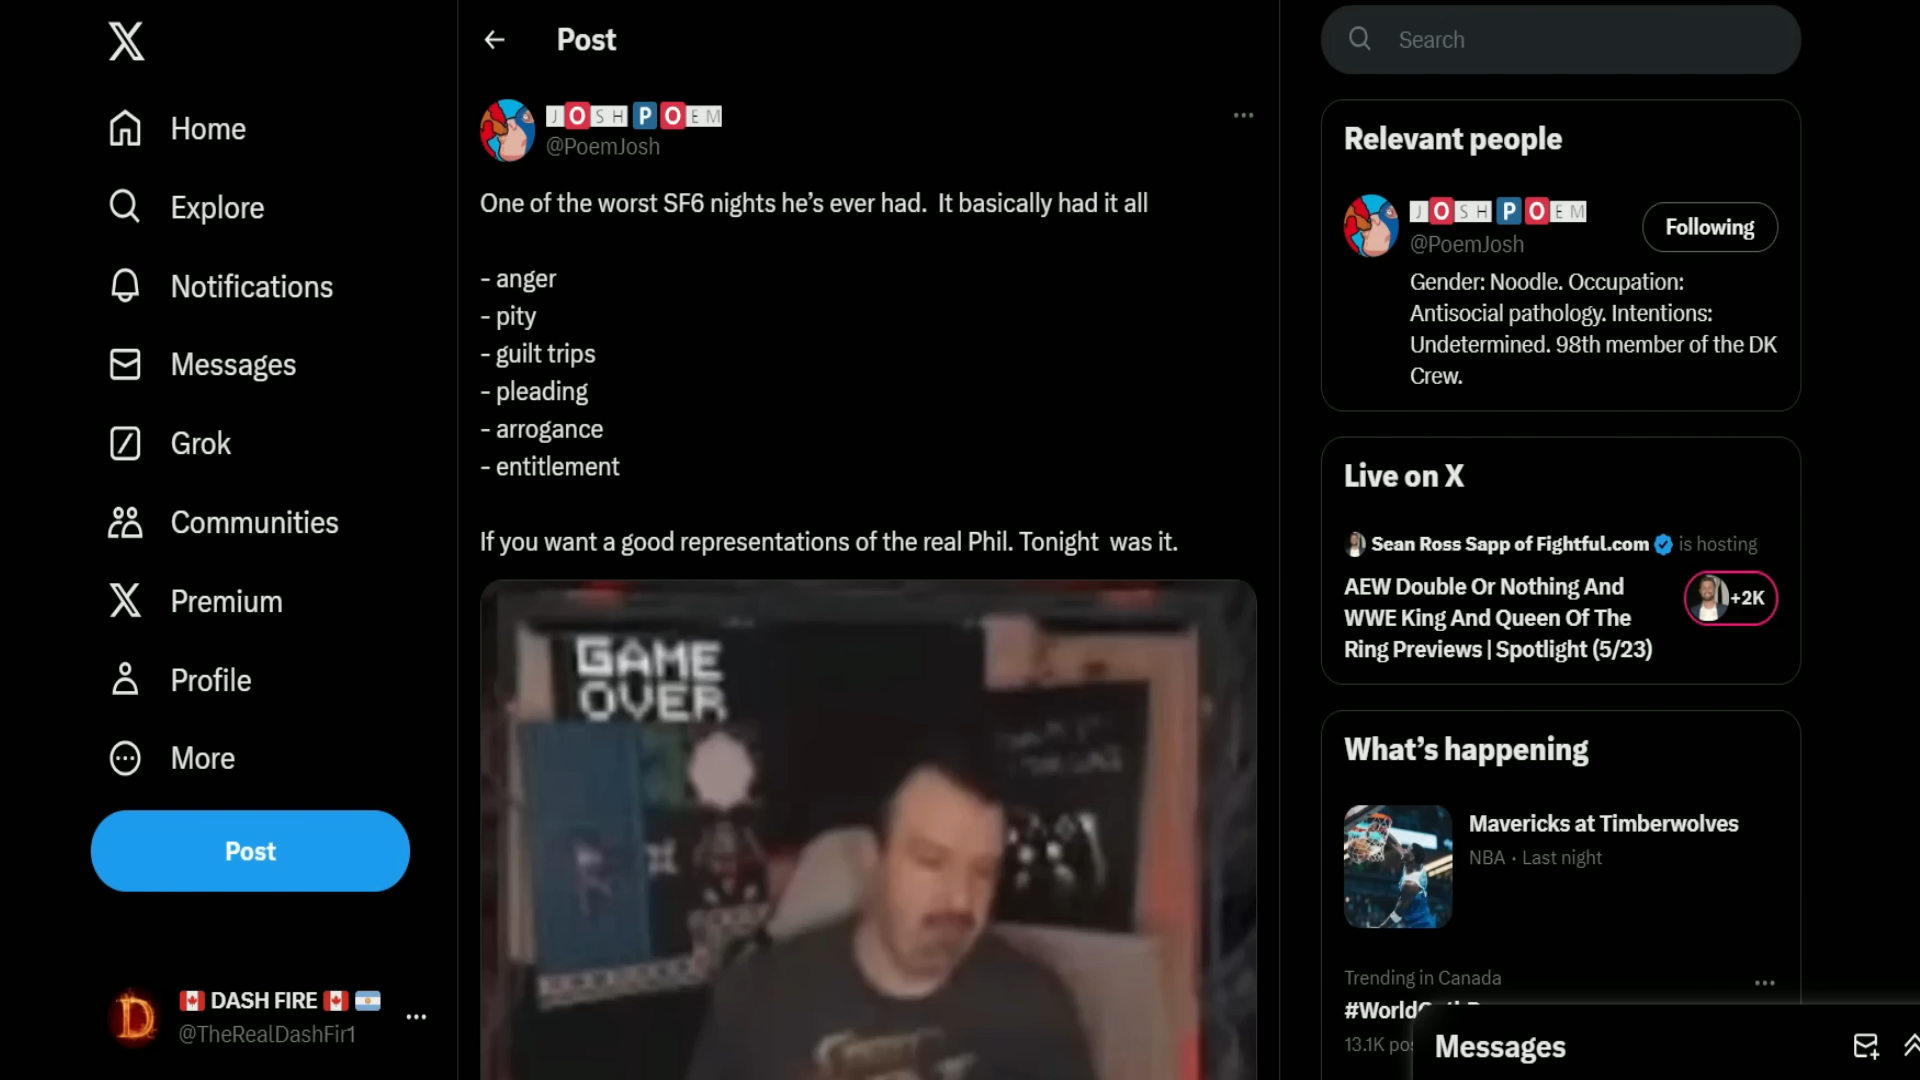 Home
Explore
Notifications
Messages
Grok
Communities
Premium
Profile
More
Post
DASH FIRE
@TheRealDashFir1
Post
JOSH POEM
@PoemJosh
One of the worst SF6 nights he's ever had.  It basically had it all
- anger
- pity
- guilt trips
- pleading
- arrogance
- entitlement
If you want a good representations of the real Phil. Tonight  was it.
GAME
OVER
Search
Relevant people
JOSH POEM
@PoemJosh
Following
Gender: Noodle. Occupation:
Antisocial pathology. Intentions:
Undetermined. 98th member of the DK
Crew.
Live on X
Sean Ross Sapp of Fightful.com is hosting
AEW Double Or Nothing And
WWE King And Queen Of The
Ring Previews | Spotlight (5/23)
+2K
What's happening
Mavericks at Timberwolves
NBA · Last night
Trending in Canada
13.1K
Messages